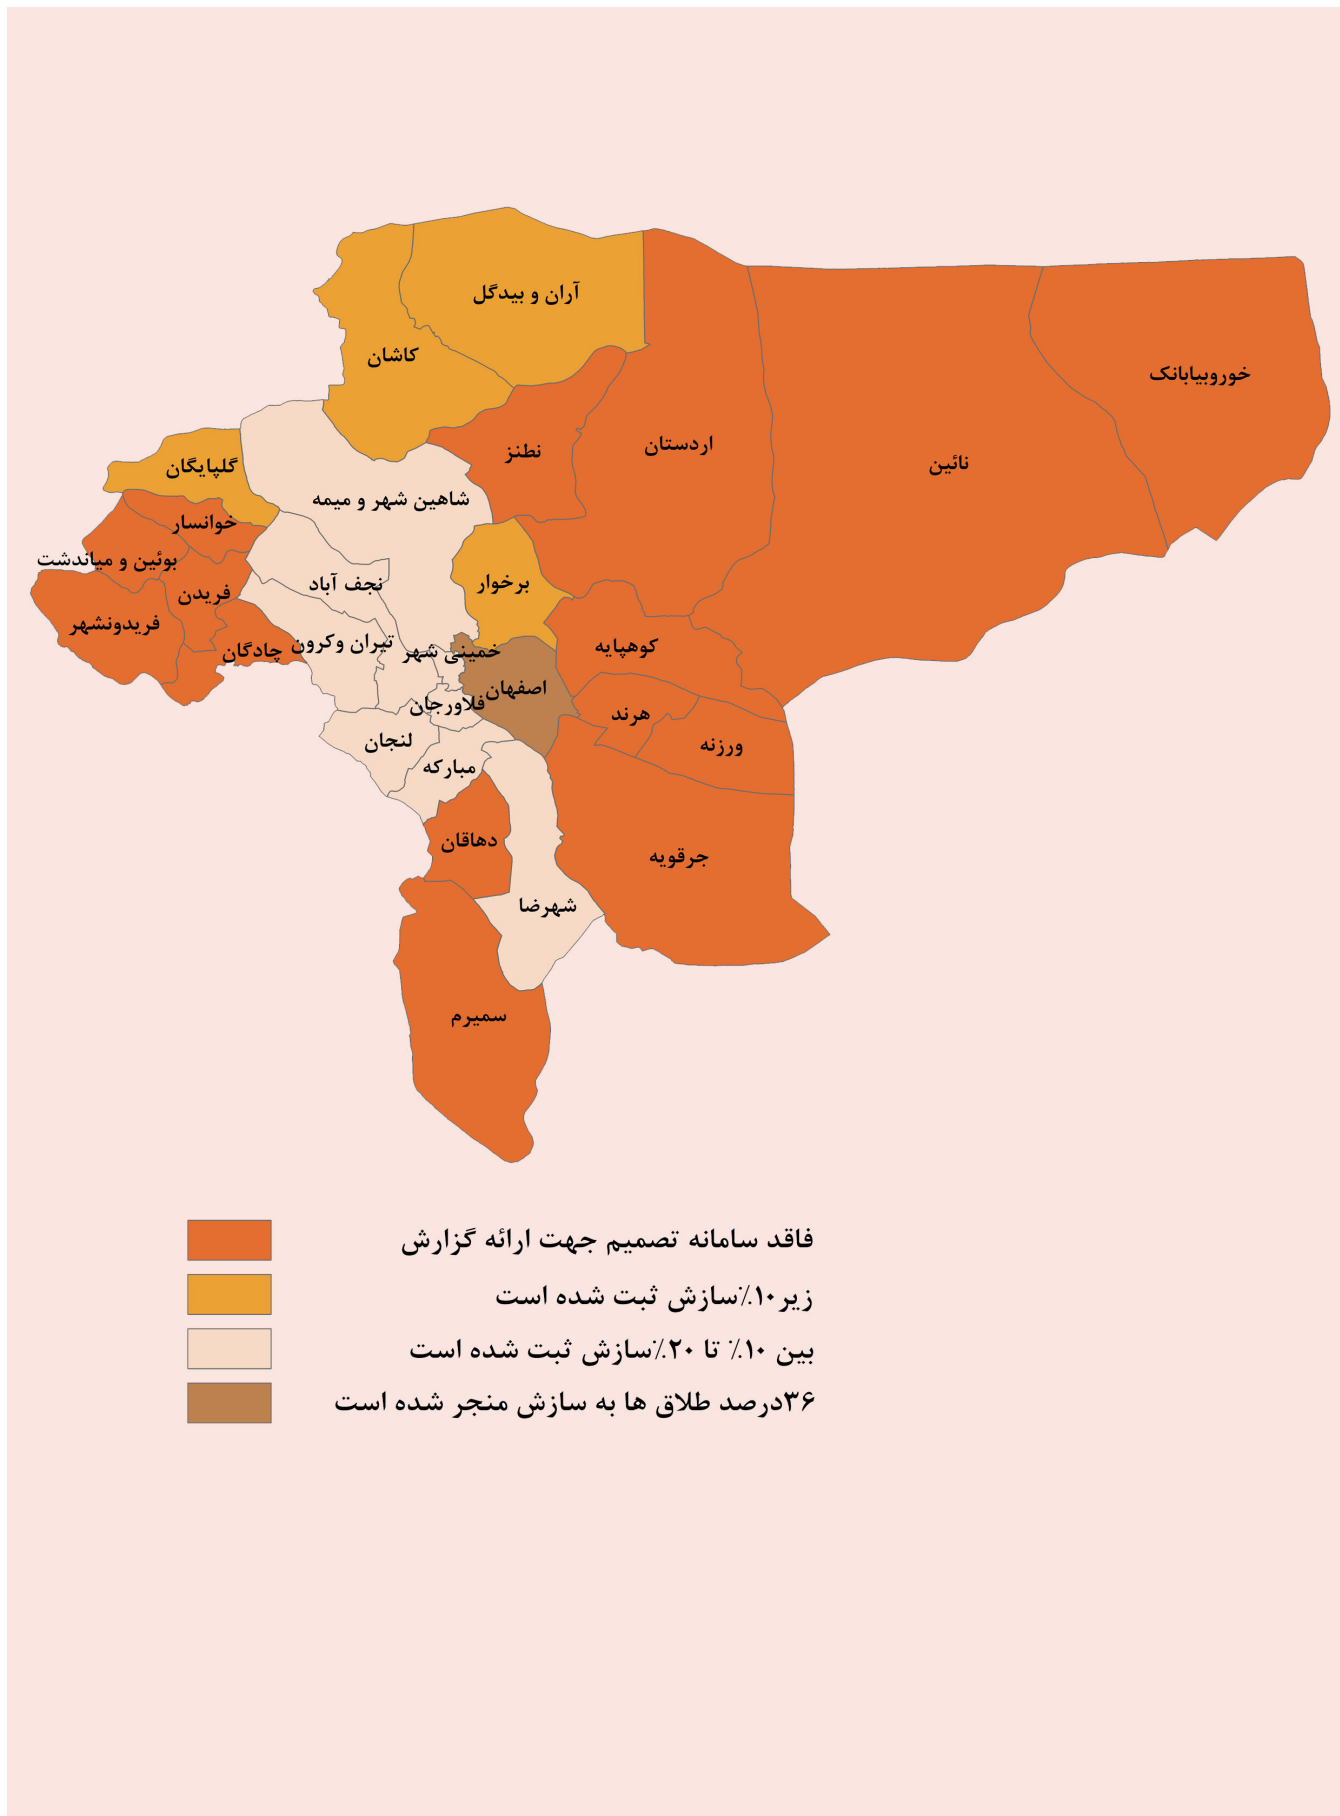 آران و بیدگل
کاشان
خوروبیابانک
اردستان
نطنز
نائین
گلپایگان
شاهین شهر و میمه
خوانسار
بوئین و میاندشت
نجف آباد
برخوار
فریدن
فریدونشهر
چادگان
تیران وکرون
خمینی شهر
کوهپایه
اصفهان
فلاورجان
هرند
لنجان
ورزنه
مبارکه
دهاقان
جرقویه
شهرضا
سمیرم
فاقد سامانه تصمیم جهت ارائه گزارش
زیر۱۰٪سازش ثبت شده است
بین ۱۰٪ تا ۲۰٪سازش ثبت شده است
۳۶درصد طلاق ها به سازش منجر شده است